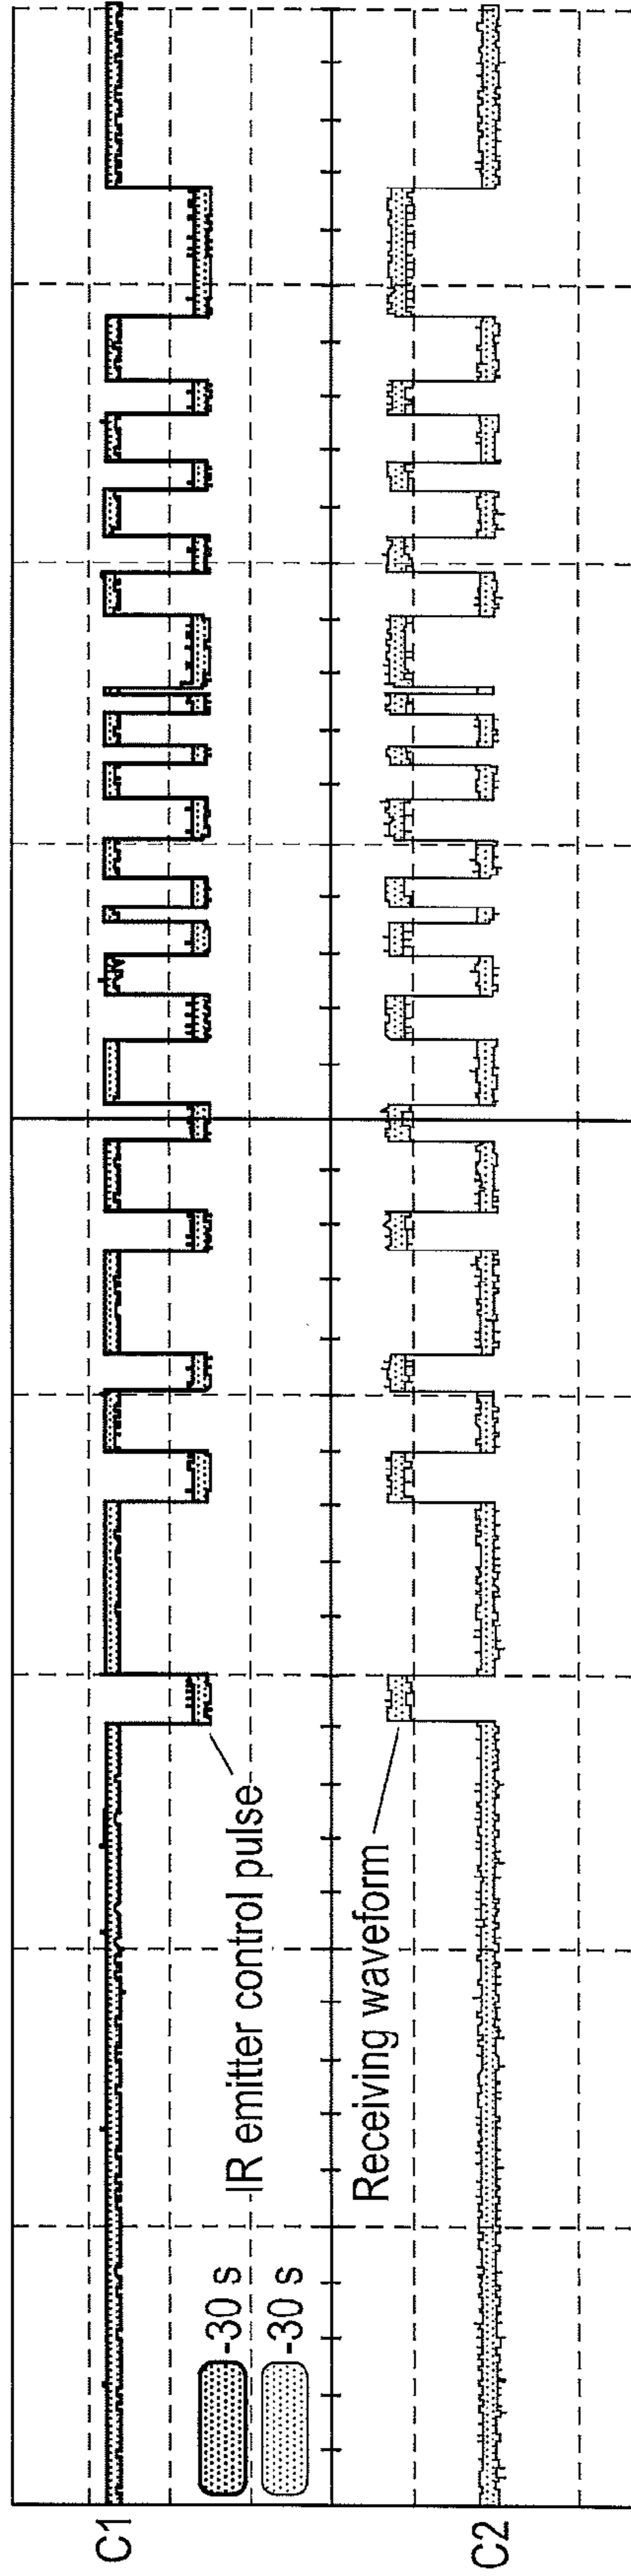 C1
-30 s
-30 s
IR emitter control pulse
Receiving waveform
C2